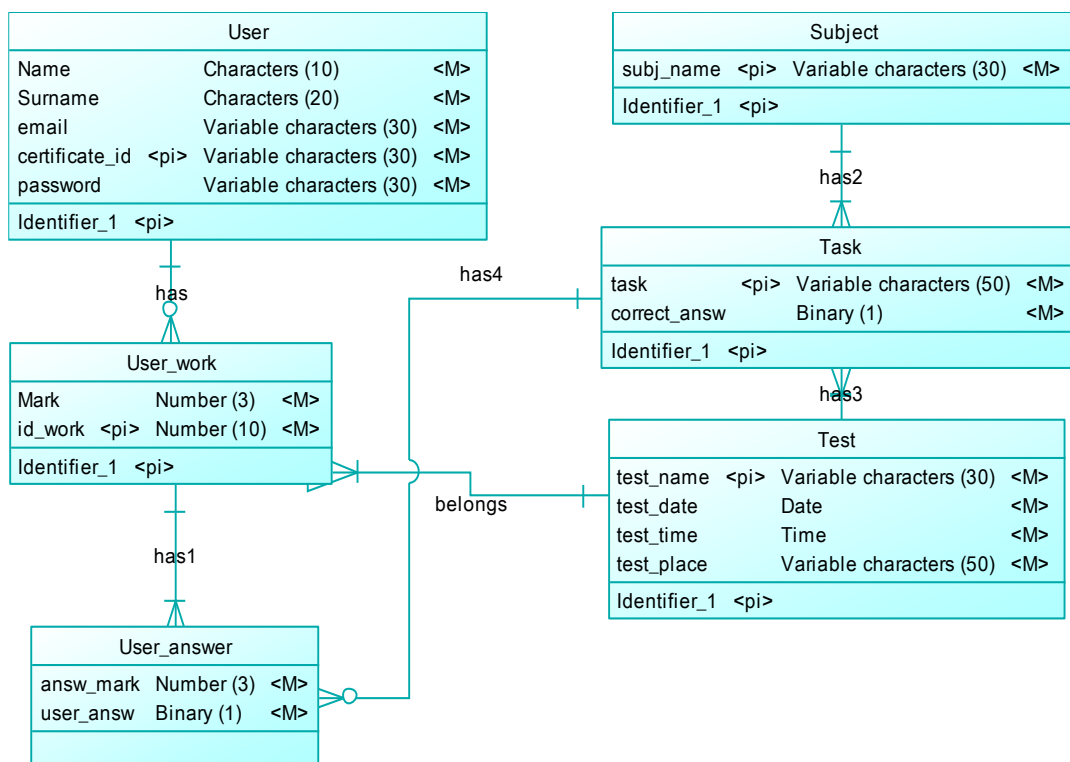 User
Name Characters (10) <M>
Surname Characters (20) <M>
email Variable characters (30) <M>
certificate_id <pi> Variable characters (30) <M>
password Variable characters (30) <M>
Identifier_1 <pi>
Subject
subj_name <pi> Variable characters (30) <M>
Identifier_1 <pi>
has2
has
has4
Task
task <pi> Variable characters (50) <M>
correct_answ Binary (1) <M>
Identifier_1 <pi>
User_work
Mark Number (3) <M>
id_work <pi> Number (10) <M>
Identifier_1 <pi>
has3
belongs
Test
test_name <pi> Variable characters (30) <M>
test_date Date <M>
test_time Time <M>
test_place Variable characters (50) <M>
Identifier_1 <pi>
has1
User_answer
answ_mark Number (3) <M>
user_answ Binary (1) <M>